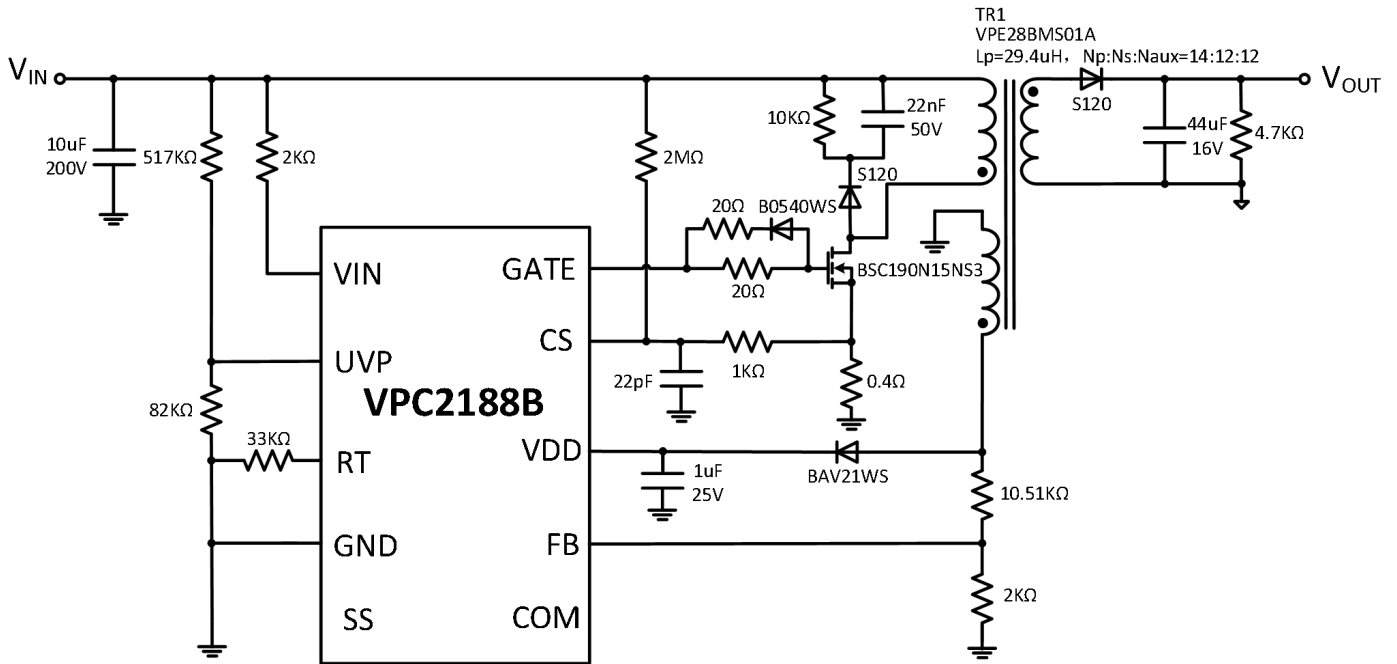 TR1
VPE28BMS01A
Lp=29.4uH，Np:Ns:Naux=14:12:12
VIN
VOUT
S120
10uF
200V
517KΩ
2KΩ
2MΩ
10KΩ
22nF
50V
44uF
16V
4.7KΩ
S120
20Ω
B0540WS
VIN
GATE
20Ω
BSC190N15NS3
CS
1KΩ
UVP
22pF
0.4Ω
VPC2188B
82KΩ
33KΩ
RT
VDD
1uF
25V
BAV21WS
10.51KΩ
GND
FB
2KΩ
SS
COM